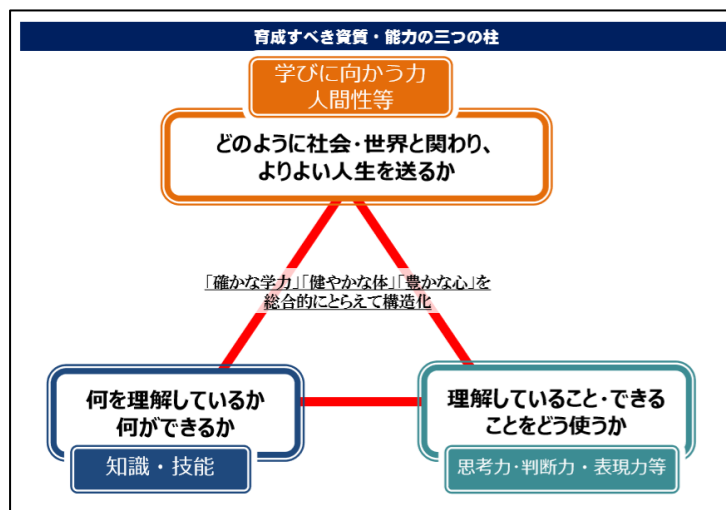 育成すべき資質・能力の三つの柱
学びに向かう力
人間性等
どのように社会・世界と関わり、
よりよい人生を送るか
「確かな学力」「健やかな体」「豊かな心」を
総合的にとらえて構造化
何を理解しているか
何ができるか
知識・技能
理解していること・できる
ことをどう使うか
思考力・判断力・表現力等